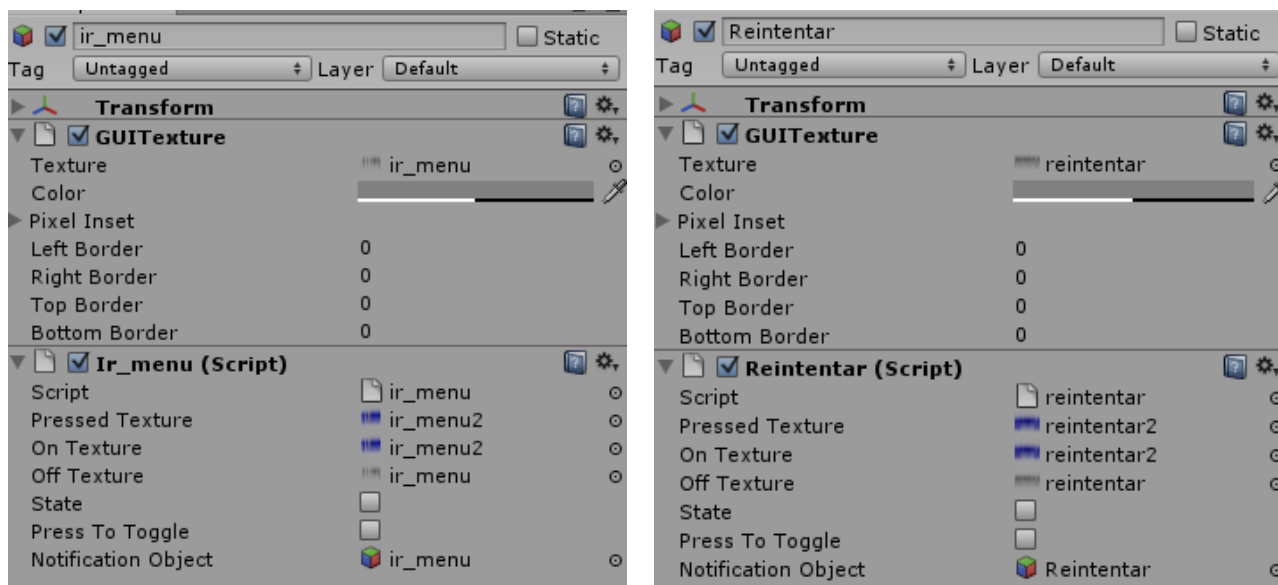 ir_menu Static
Tag Untagged Layer Default
Transform
GUITexture
Texture ir_menu
Color
Pixel Inset
Left Border 0
Right Border 0
Top Border 0
Bottom Border 0
Ir_menu (Script)
Script ir_menu
Pressed Texture ir_menu2
On Texture ir_menu2
Off Texture ir_menu
State
Press To Toggle
Notification Object ir_menu
Reintentar Static
Tag Untagged Layer Default
Transform
GUITexture
Texture reintentar
Color
Pixel Inset
Left Border 0
Right Border 0
Top Border 0
Bottom Border 0
Reintentar (Script)
Script reintentar
Pressed Texture reintentar2
On Texture reintentar2
Off Texture reintentar
State
Press To Toggle
Notification Object Reintentar